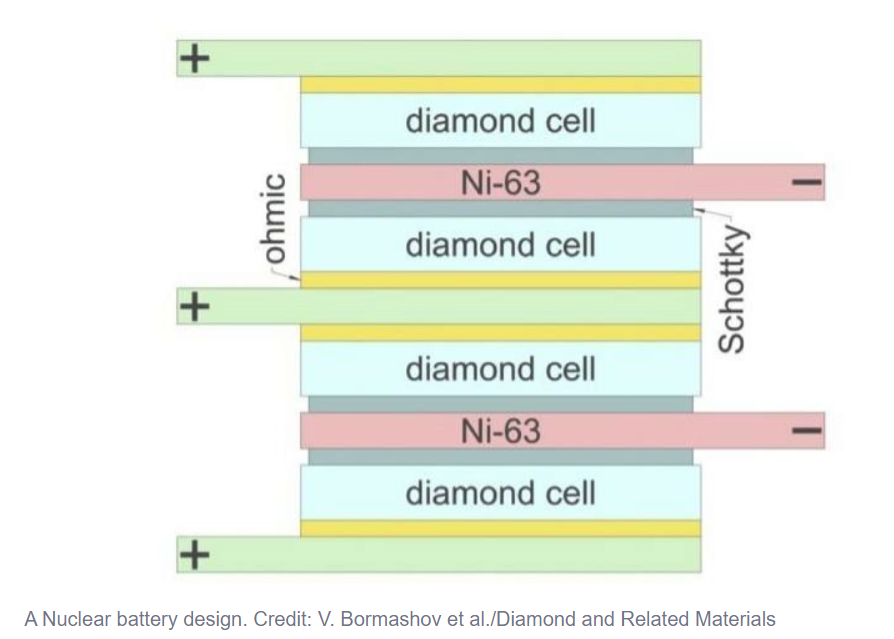 +
diamond cell
Ni-63 −
ohmic
diamond cell
Schottky
+
diamond cell
Ni-63 −
diamond cell
+
A Nuclear battery design. Credit: V. Bormashov et al./Diamond and Related Materials